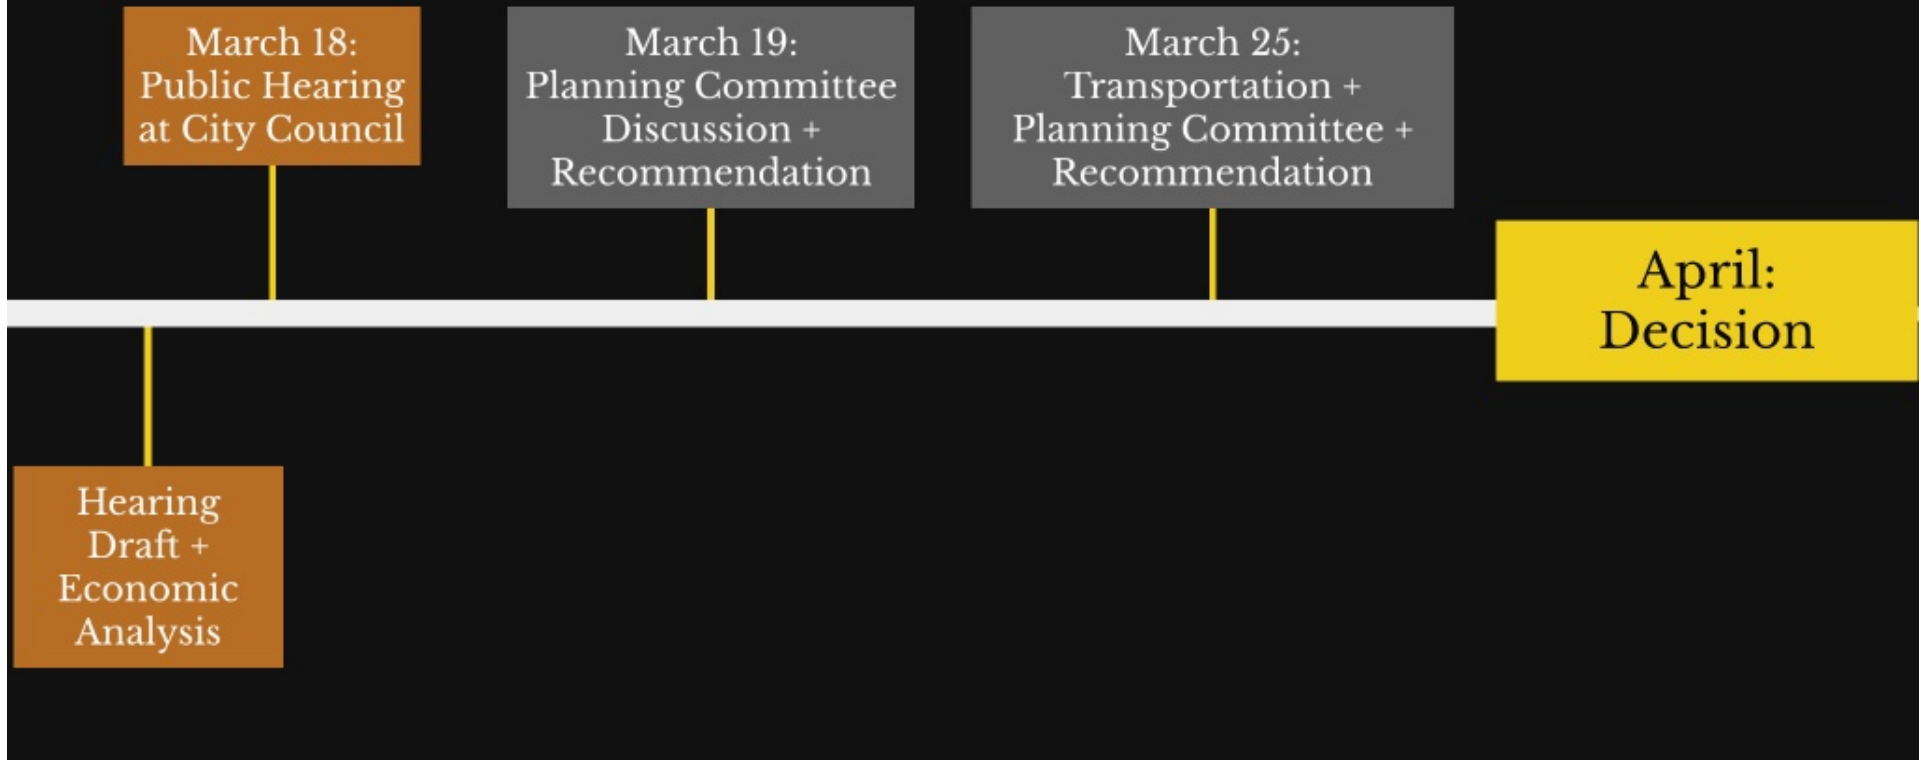 March 18:
Public Hearing
at City Council
March 19:
Planning Committee
Discussion +
Recommendation
March 25:
Transportation +
Planning Committee +
Recommendation
April:
Decision
Hearing
Draft +
Economic
Analysis